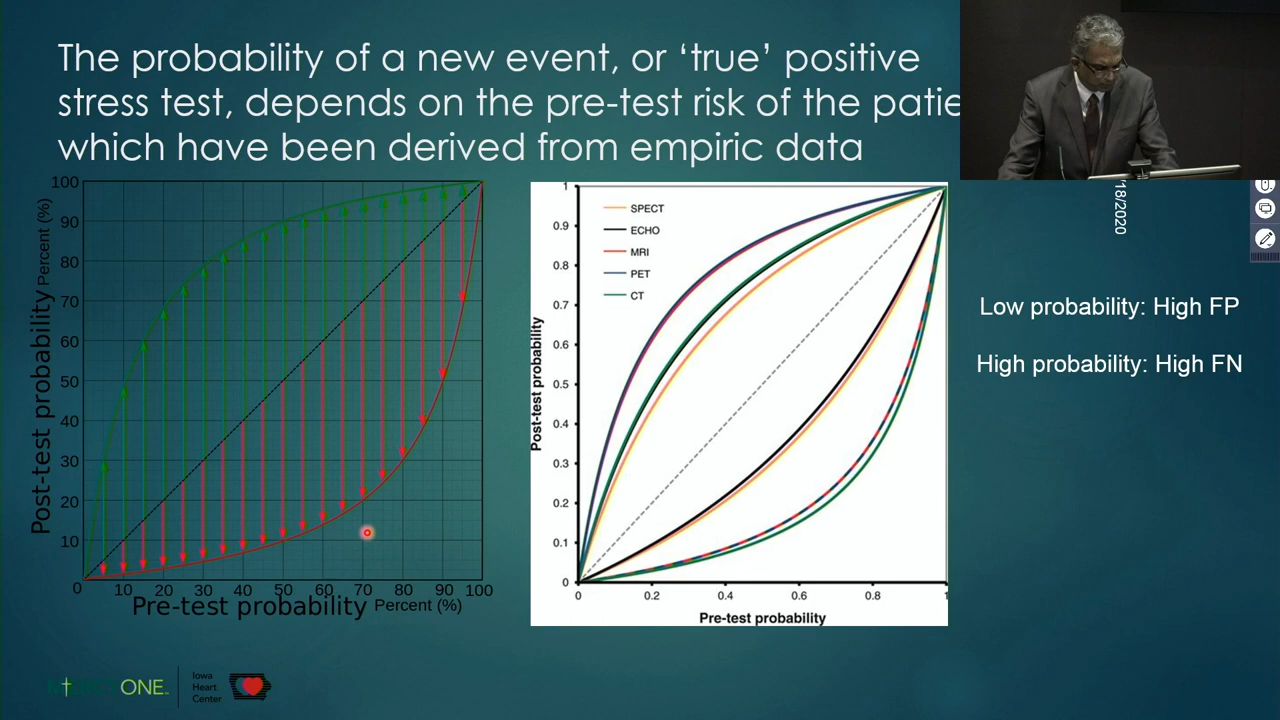 The probability of a new event, or ‘true’ positive
stress test, depends on the pre-test risk of the patie
which have been derived from empiric data
18/2020
100
90
80
70
60
50
40
30
20
10
0
10 20 30 40 50 60 70 80 90 100
Post-test probability Percent (%)
Pre-test probability Percent (%)
1
0.9
0.8
0.7
0.6
0.5
0.4
0.3
0.2
0.1
0
0 0.2 0.4 0.6 0.8 1
SPECT
ECHO
MRI
PET
CT
Post-test probability
Pre-test probability
Low probability: High FP
High probability: High FN
ONE
Iowa
Heart
Center